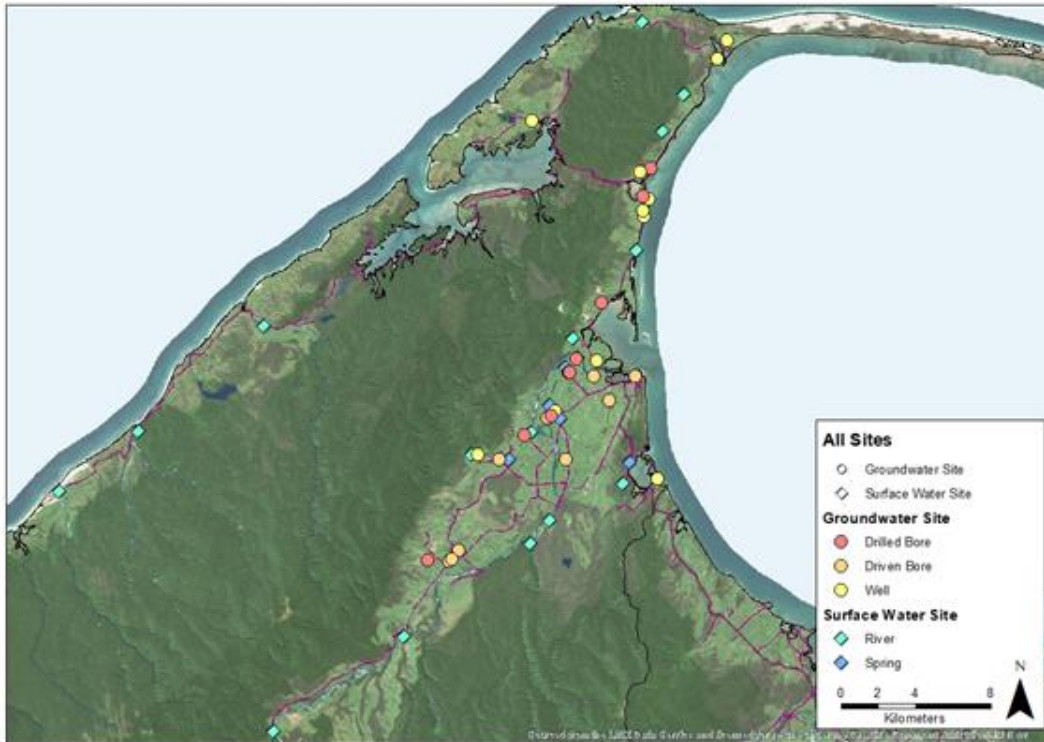 All Sites
Groundwater Site
Surface Water Site
Groundwater Site
Drilled Bore
Driven Bore
Well
Surface Water Site
River
Spring
N
0 2 4 8
Kilometers